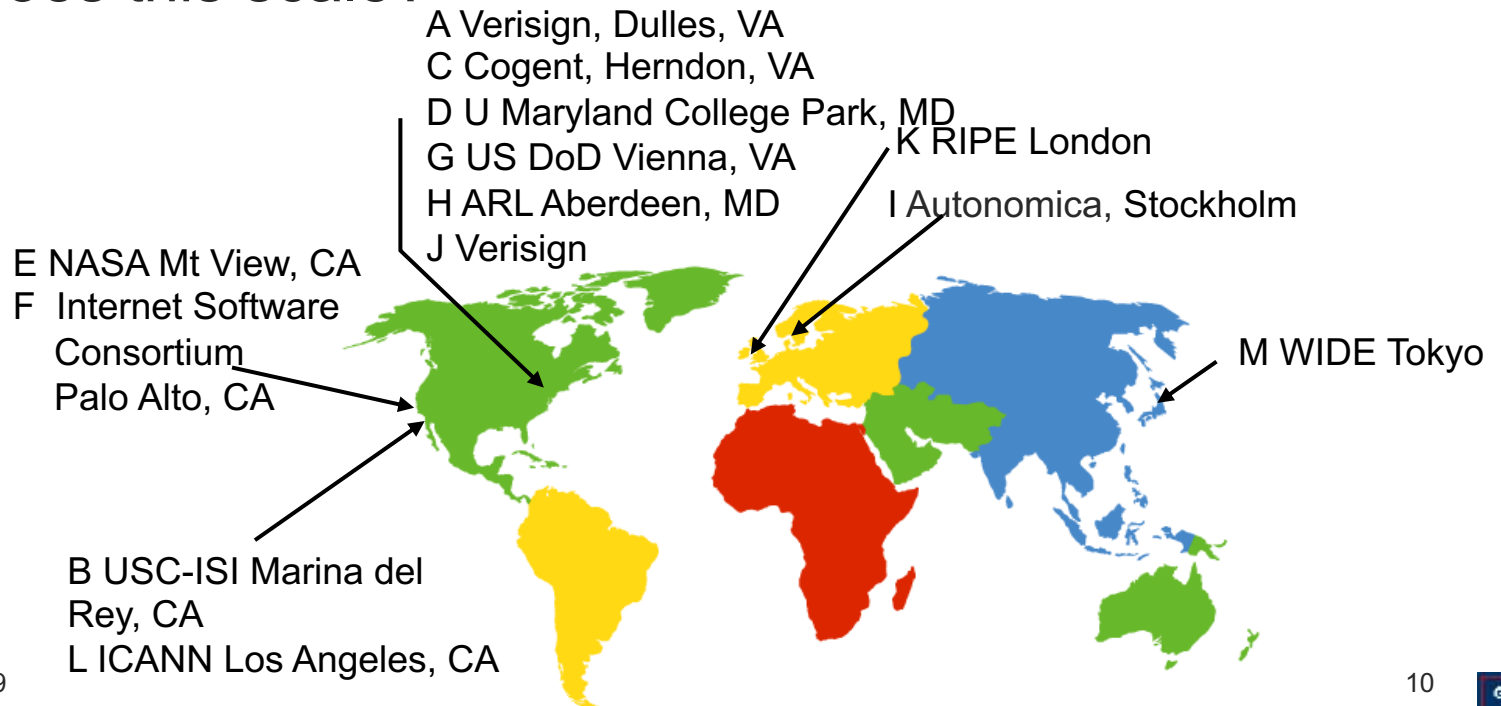 A Verisign, Dulles, VA
C Cogent, Herndon, VA
D U Maryland College Park, MD
G US DoD Vienna, VA
H ARL Aberdeen, MD
J Verisign
K RIPE London
I Autonomica, Stockholm
E NASA Mt View, CA
F Internet Software
Consortium
Palo Alto, CA
M WIDE Tokyo
B USC-ISI Marina del
Rey, CA
L ICANN Los Angeles, CA
9
10